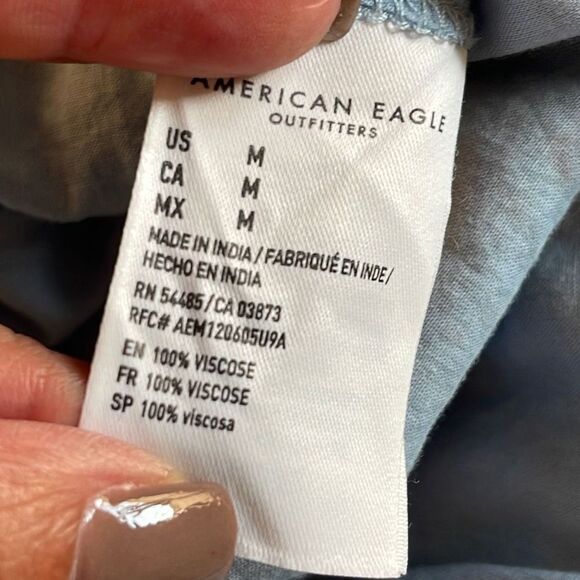 AMERICAN EAGLE
OUTFITTERS
US M
CA M
MX M
MADE IN INDIA / FABRIQUÉ EN INDE/
HECHO EN INDIA
RN 54485 / CA 03873
RFC# AEM120605U9A
EN 100% VISCOSE
FR 100% VISCOSE
SP 100% viscosa